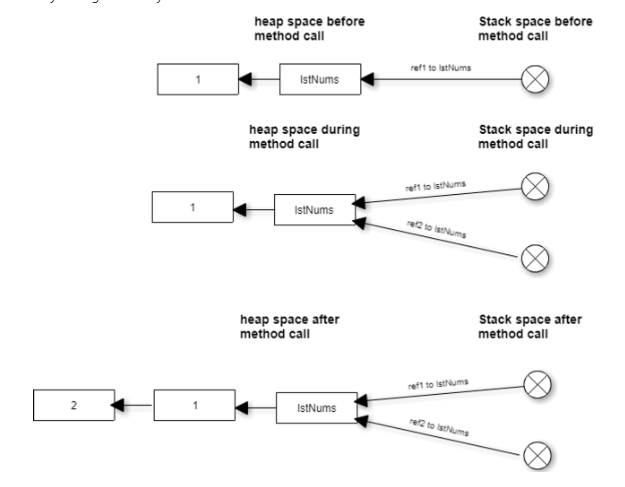 heap space before
method call
Stack space before
method call
1
lstNums
ref1 to lstNums
heap space during
method call
Stack space during
method call
1
lstNums
ref1 to lstNums
ref2 to lstNums
heap space after
method call
Stack space after
method call
2
1
lstNums
ref1 to lstNums
ref2 to lstNums